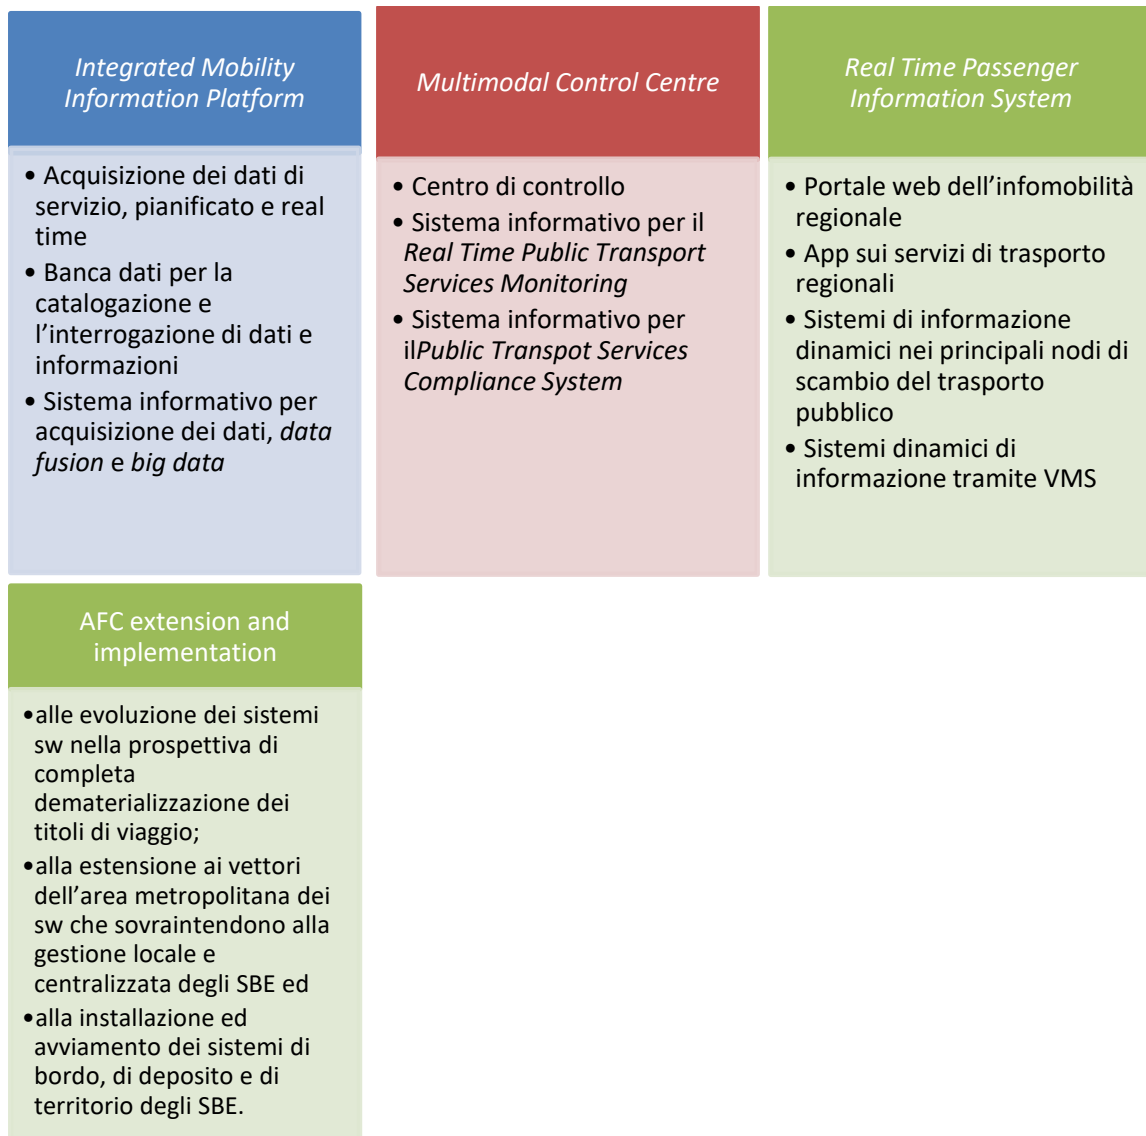 Integrated Mobility
Information Platform
• Acquisizione dei dati di
servizio, pianificato e real
time
• Banca dati per la
catalogazione e
l’interrogazione di dati e
informazioni
• Sistema informativo per
acquisizione dei dati, data
fusion e big data
Multimodal Control Centre
• Centro di controllo
• Sistema informativo per il
Real Time Public Transport
Services Monitoring
• Sistema informativo per
ilPublic Transpot Services
Compliance System
Real Time Passenger
Information System
• Portale web dell’infomobilità
regionale
• App sui servizi di trasporto
regionali
• Sistemi di informazione
dinamici nei principali nodi di
scambio del trasporto
pubblico
• Sistemi dinamici di
informazione tramite VMS
AFC extension and
implementation
•alle evoluzione dei sistemi
sw nella prospettiva di
completa
dematerializzazione dei
titoli di viaggio;
•alla estensione ai vettori
dell’area metropolitana dei
sw che sovraintendono alla
gestione locale e
centralizzata degli SBE ed
•alla installazione ed
avviamento dei sistemi di
bordo, di deposito e di
territorio degli SBE.